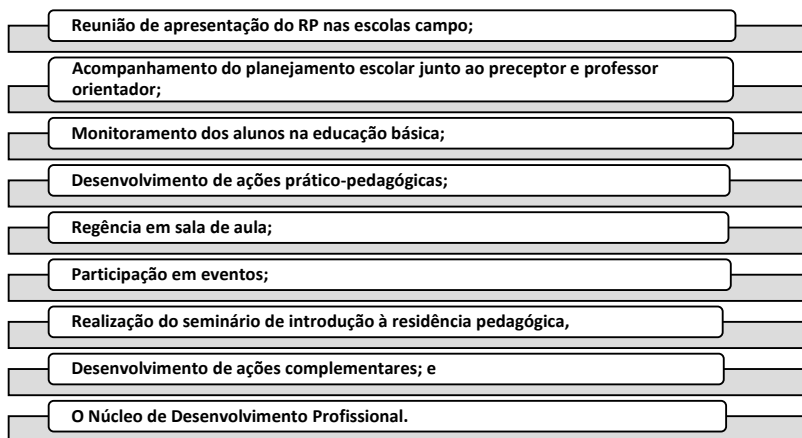 Reunião de apresentação do RP nas escolas campo;
Acompanhamento do planejamento escolar junto ao preceptor e professor
orientador;
Monitoramento dos alunos na educação básica;
Desenvolvimento de ações prático-pedagógicas;
Regência em sala de aula;
Participação em eventos;
Realização do seminário de introdução à residência pedagógica,
Desenvolvimento de ações complementares; e
O Núcleo de Desenvolvimento Profissional.